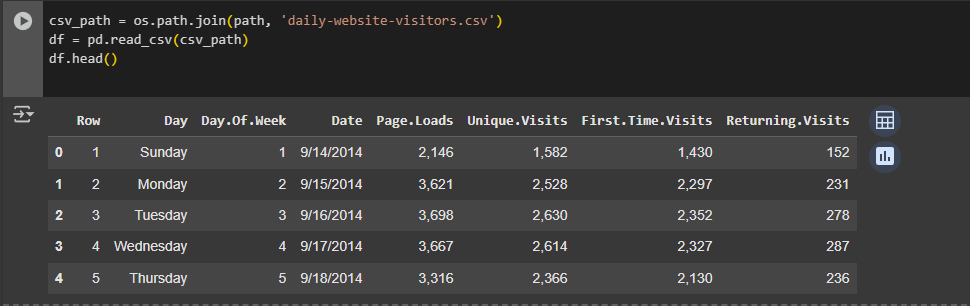 csv_path = os.path.join(path, 'daily-website-visitors.csv')
df = pd.read_csv(csv_path)
df.head()
Row Day Day.Of.Week Date Page.Loads Unique.Visits First.Time.Visits Returning.Visits
0 1 Sunday 1 9/14/2014 2,146 1,582 1,430 152
1 2 Monday 2 9/15/2014 3,621 2,528 2,297 231
2 3 Tuesday 3 9/16/2014 3,698 2,630 2,352 278
3 4 Wednesday 4 9/17/2014 3,667 2,614 2,327 287
4 5 Thursday 5 9/18/2014 3,316 2,366 2,130 236